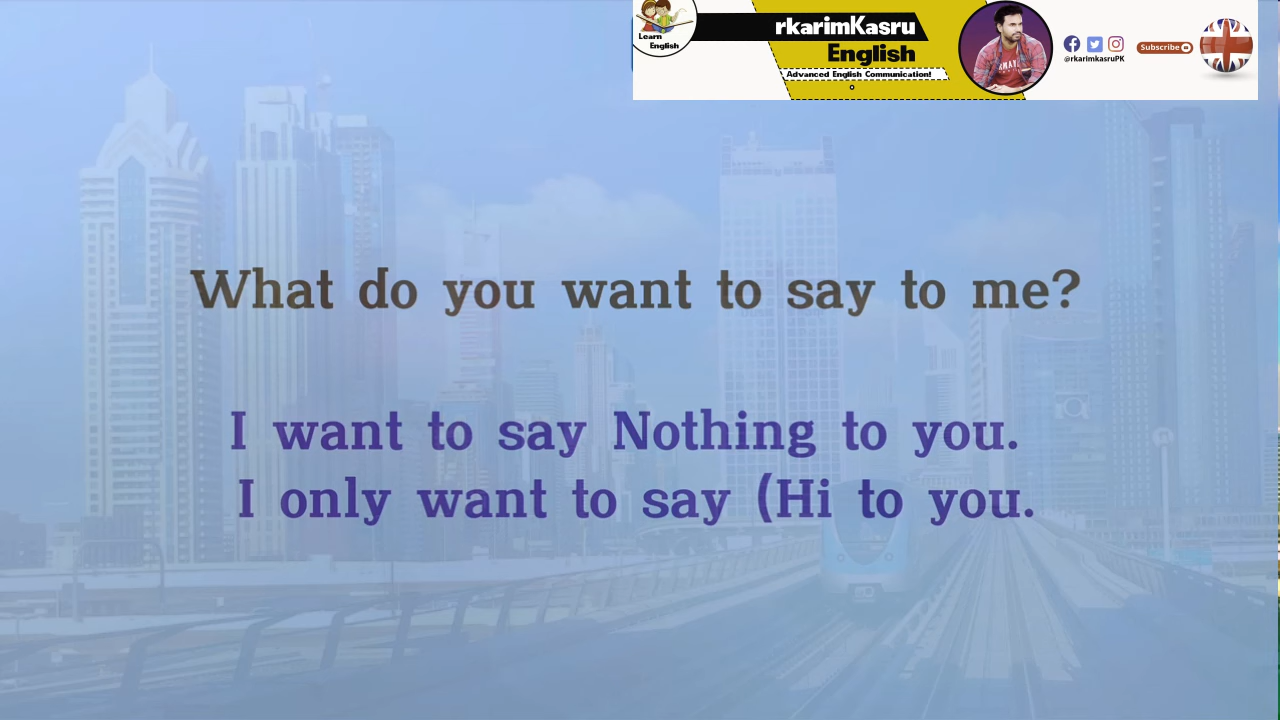 Learn
English
rkarimKasru
English
Advanced English Communication!
@rkarimkasruPK
Subscribe
What do you want to say to me?
I want to say Nothing to you.
I only want to say (Hi to you.